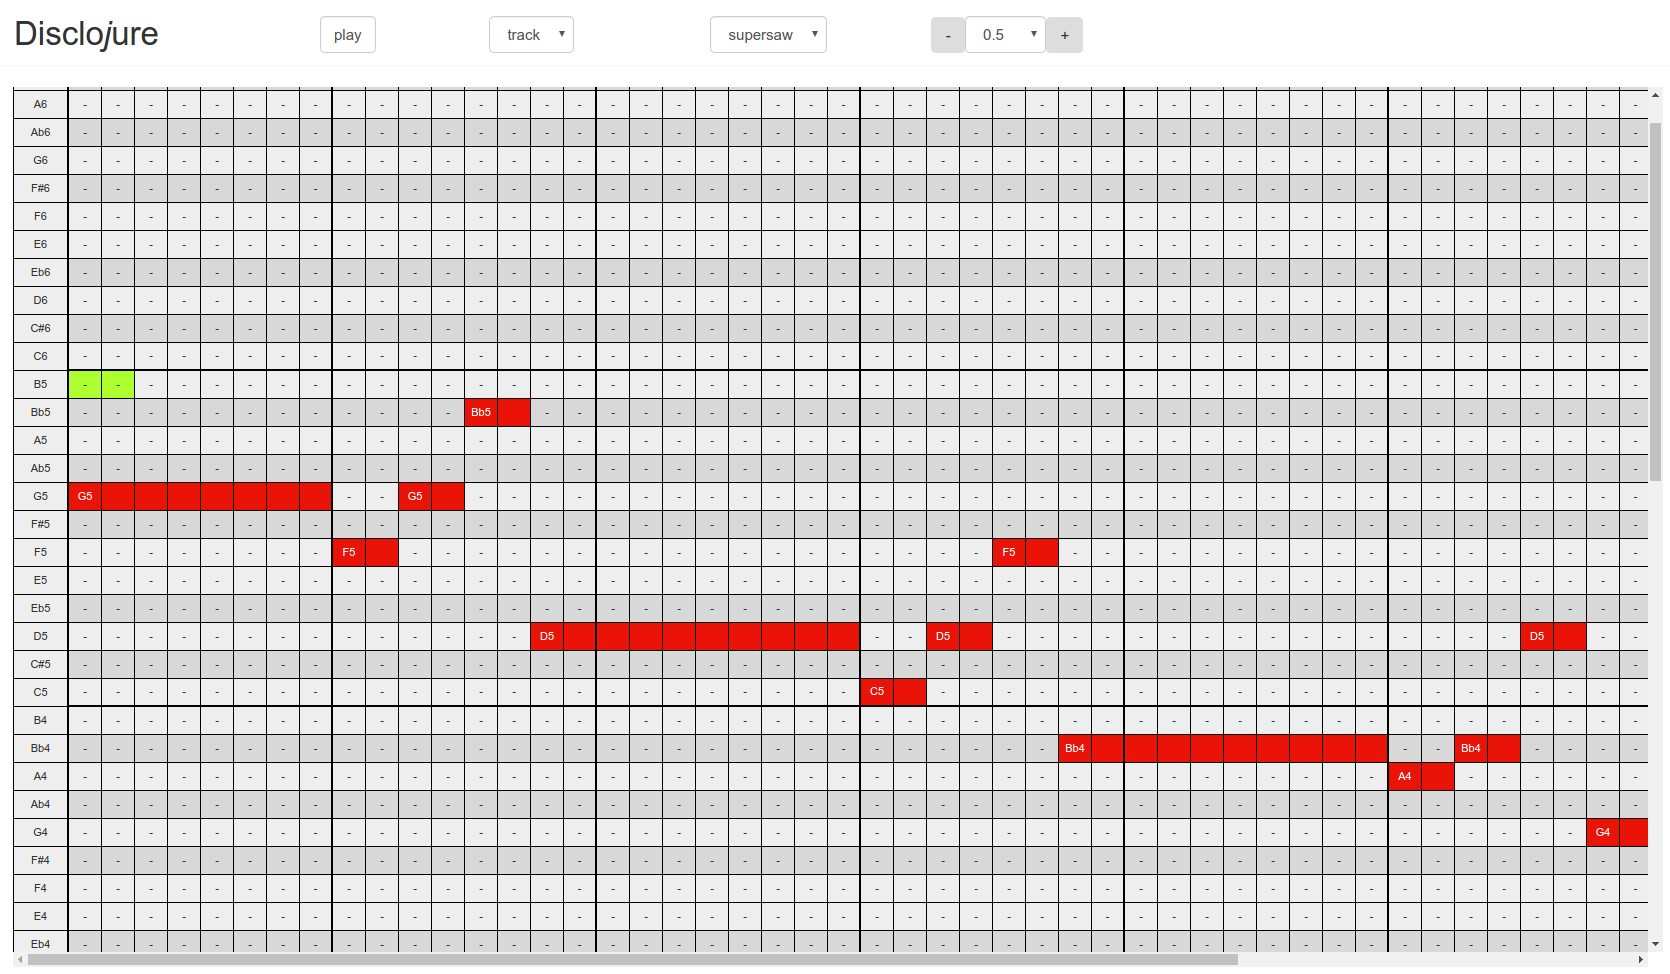 Disclojure play track supersaw - 0.5 +
A6
Ab6
G6
F#6
F6
E6
Eb6
D6
C#6
C6
B5
Bb5 Bb5
A5
Ab5
G5 G5 G5
F#5
F5 F5 F5
E5
Eb5
D5 D5 D5 D5
C#5
C5 C5
B4
Bb4 Bb4 Bb4
A4 A4
Ab4
G4 G4
F#4
F4
E4
Eb4